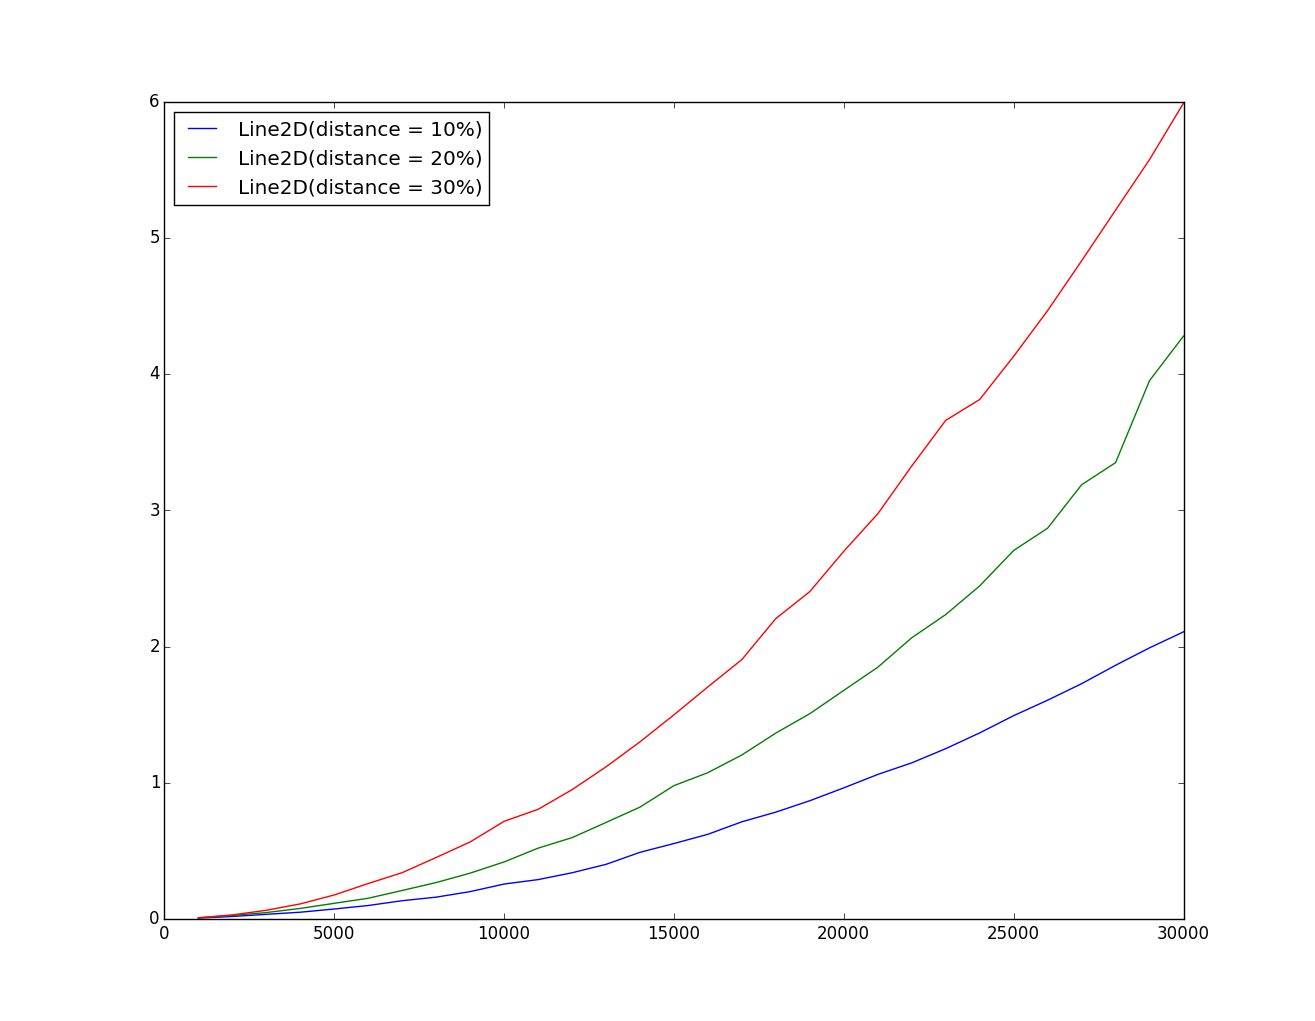 6
Line2D(distance = 10%)
Line2D(distance = 20%)
Line2D(distance = 30%)
5
4
3
2
1
0
0 5000 10000 15000 20000 25000 30000